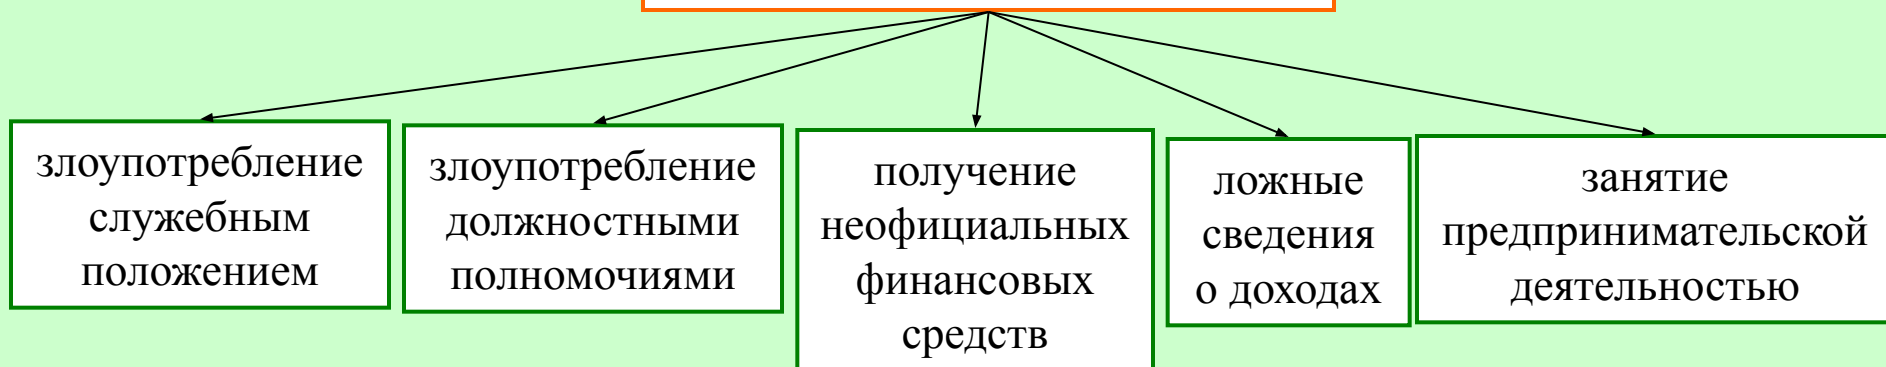 злоупотребление
служебным
положением
злоупотребление
должностными
полномочиями
получение
неофициальных
финансовых
средств
ложные
сведения
о доходах
занятие
предпринимательской
деятельностью